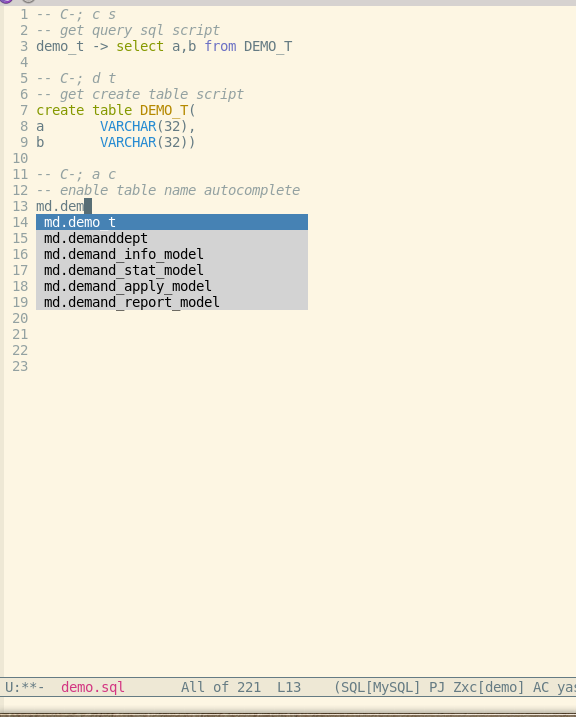 1 -- C-; c s
2 -- get query sql script
3 demo_t -> select a,b from DEMO_T
4
5 -- C-; d t
6 -- get create table script
7 create table DEMO_T(
8 a       VARCHAR(32),
9 b       VARCHAR(32))
10
11 -- C-; a c
12 -- enable table name autocomplete
13 md.dem
14 md.demo_t
15 md.demanddept
16 md.demand_info_model
17 md.demand_stat_model
18 md.demand_apply_model
19 md.demand_report_model
20
21
22
23
U:**-  demo.sql       All of 221  L13    (SQL[MySQL] PJ Zxc[demo] AC yas